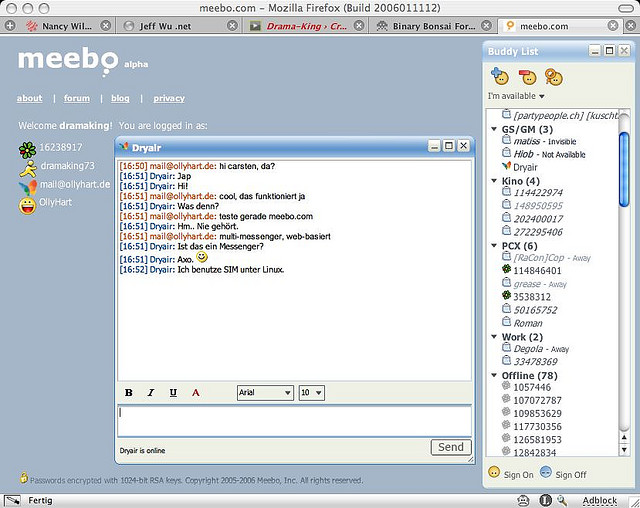 meebo.com – Mozilla Firefox (Build 2006011112)
Nancy Wil...
Jeff Wu .net
Drama-King › Cr...
Binary Bonsai For...
meebo.com
meebo alpha
about | forum | blog | privacy
Welcome dramaking! You are logged in as:
16238917
dramaking73
mail@ollyhart.de
OllyHart
Dryair
[16:50] mail@ollyhart.de: hi carsten, da?
[16:51] Dryair: Jap
[16:51] Dryair: Hi!
[16:51] mail@ollyhart.de: cool, das funktioniert ja
[16:51] Dryair: Was denn?
[16:51] mail@ollyhart.de: teste gerade meebo.com
[16:51] Dryair: Hm.. Nie gehört.
[16:51] mail@ollyhart.de: multi-messenger, web-basiert
[16:51] Dryair: Ist das ein Messenger?
[16:51] Dryair: Axo.
[16:52] Dryair: Ich benutze SIM unter Linux.
B I U A Arial 10
Dryair is online
Send
Buddy List
I'm available
[partypeople.ch] [kuscht
GS/GM (3)
matiss - Invisible
Hiob - Not Available
Dryair
Kino (4)
114422974
148950595
202400017
272295406
PCX (6)
[RaCon]Cop - Away
114846401
grease - Away
3538312
50165752
Roman
Work (2)
Degola - Away
33478369
Offline (78)
1057446
107072787
109853629
117730356
126581953
12842834
Sign On
Sign Off
Passwords encrypted with 1024-bit RSA keys. Copyright 2005-2006 Meebo, Inc. All rights reserved.
Fertig
Adblock